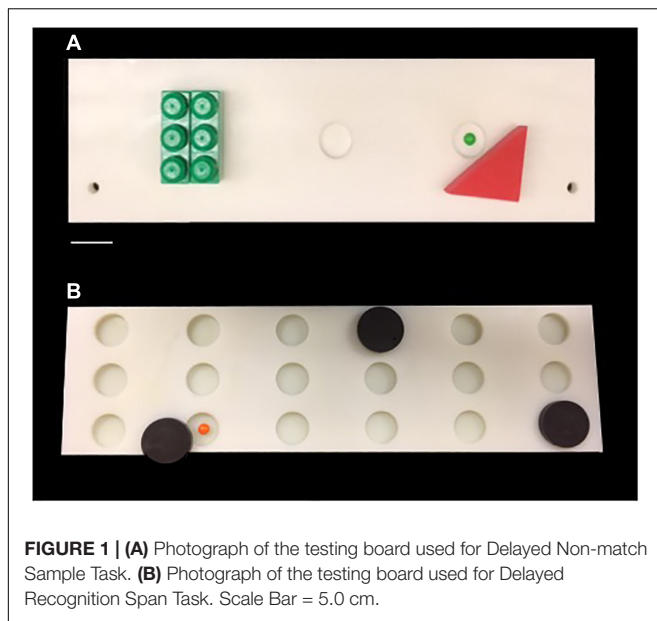 A
B
FIGURE 1 | (A) Photograph of the testing board used for Delayed Non-match
Sample Task. (B) Photograph of the testing board used for Delayed
Recognition Span Task. Scale Bar = 5.0 cm.